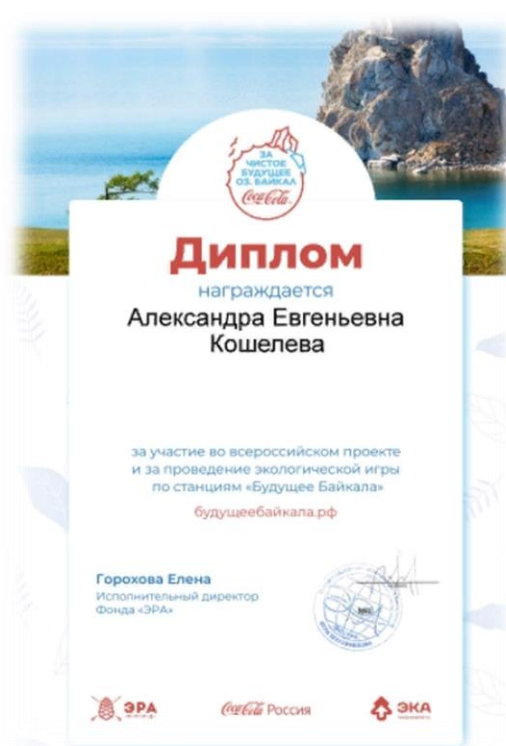 ЗА
ЧИСТОЕ
БУДУЩЕЕ
ОЗ. БАЙКАЛ
Coca-Cola
Диплом
награждается
Александра Евгеньевна
Кошелева
за участие во всероссийском проекте
и за проведение экологической игры
по станциям «Будущее Байкала»
будущеебайкала.рф
Горохова Елена
Исполнительный директор
Фонда «ЭРА»
ЭРА
Coca-Cola Россия
ЭКА